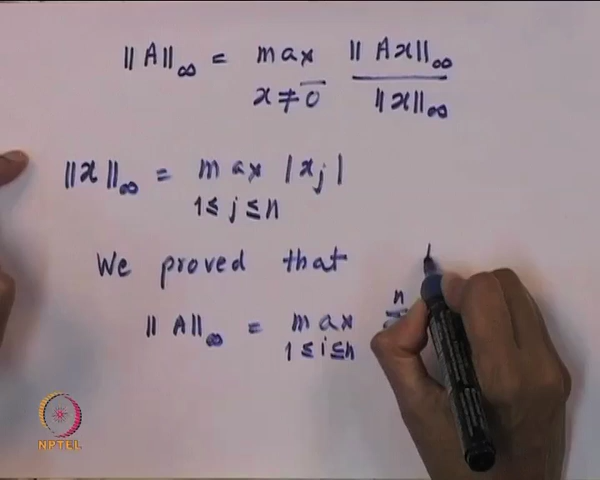 ‖A‖∞ = max ‖Ax‖∞
x≠0̄ ‖x‖∞
‖x‖∞ = max |xj|
1≤ j ≤n
We proved that
‖A‖∞ = max n
1≤i≤n
NPTEL